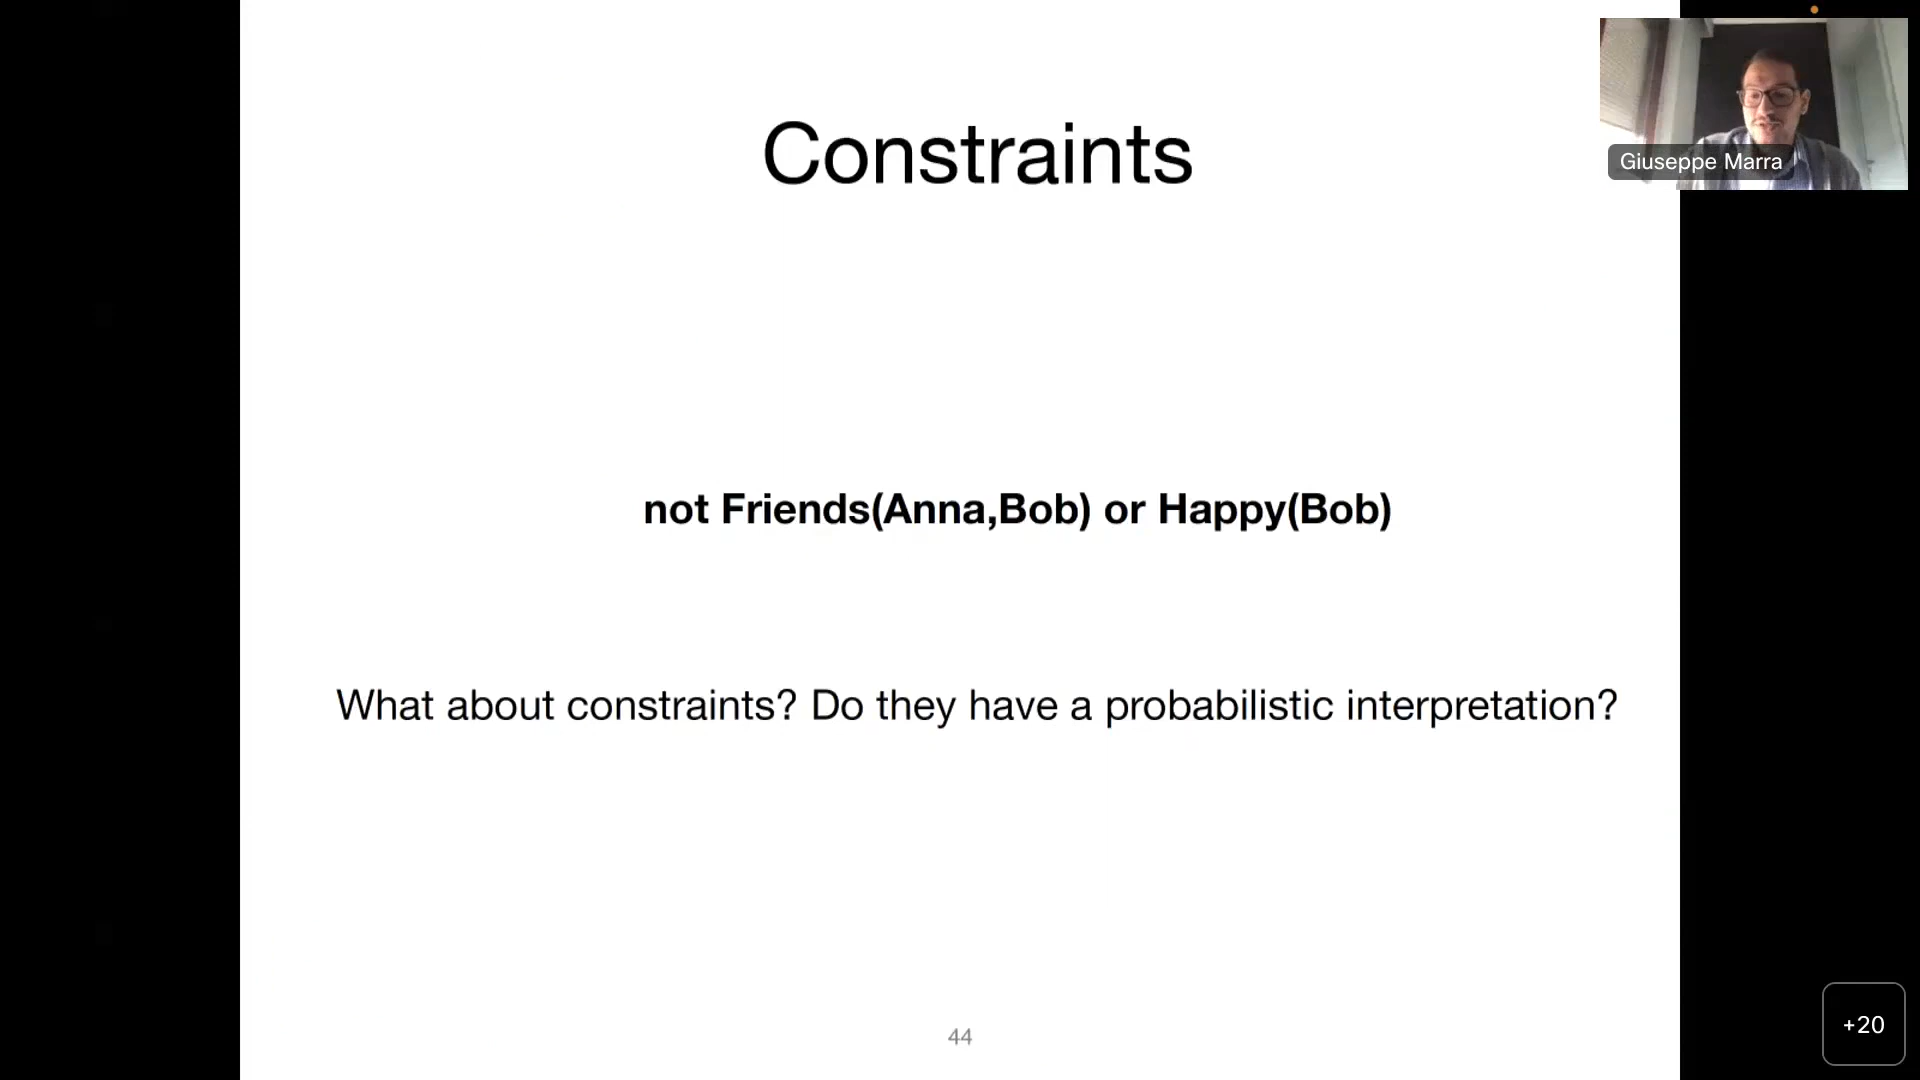 Constraints
Giuseppe Marra
not Friends(Anna,Bob) or Happy(Bob)
What about constraints? Do they have a probabilistic interpretation?
44
+20